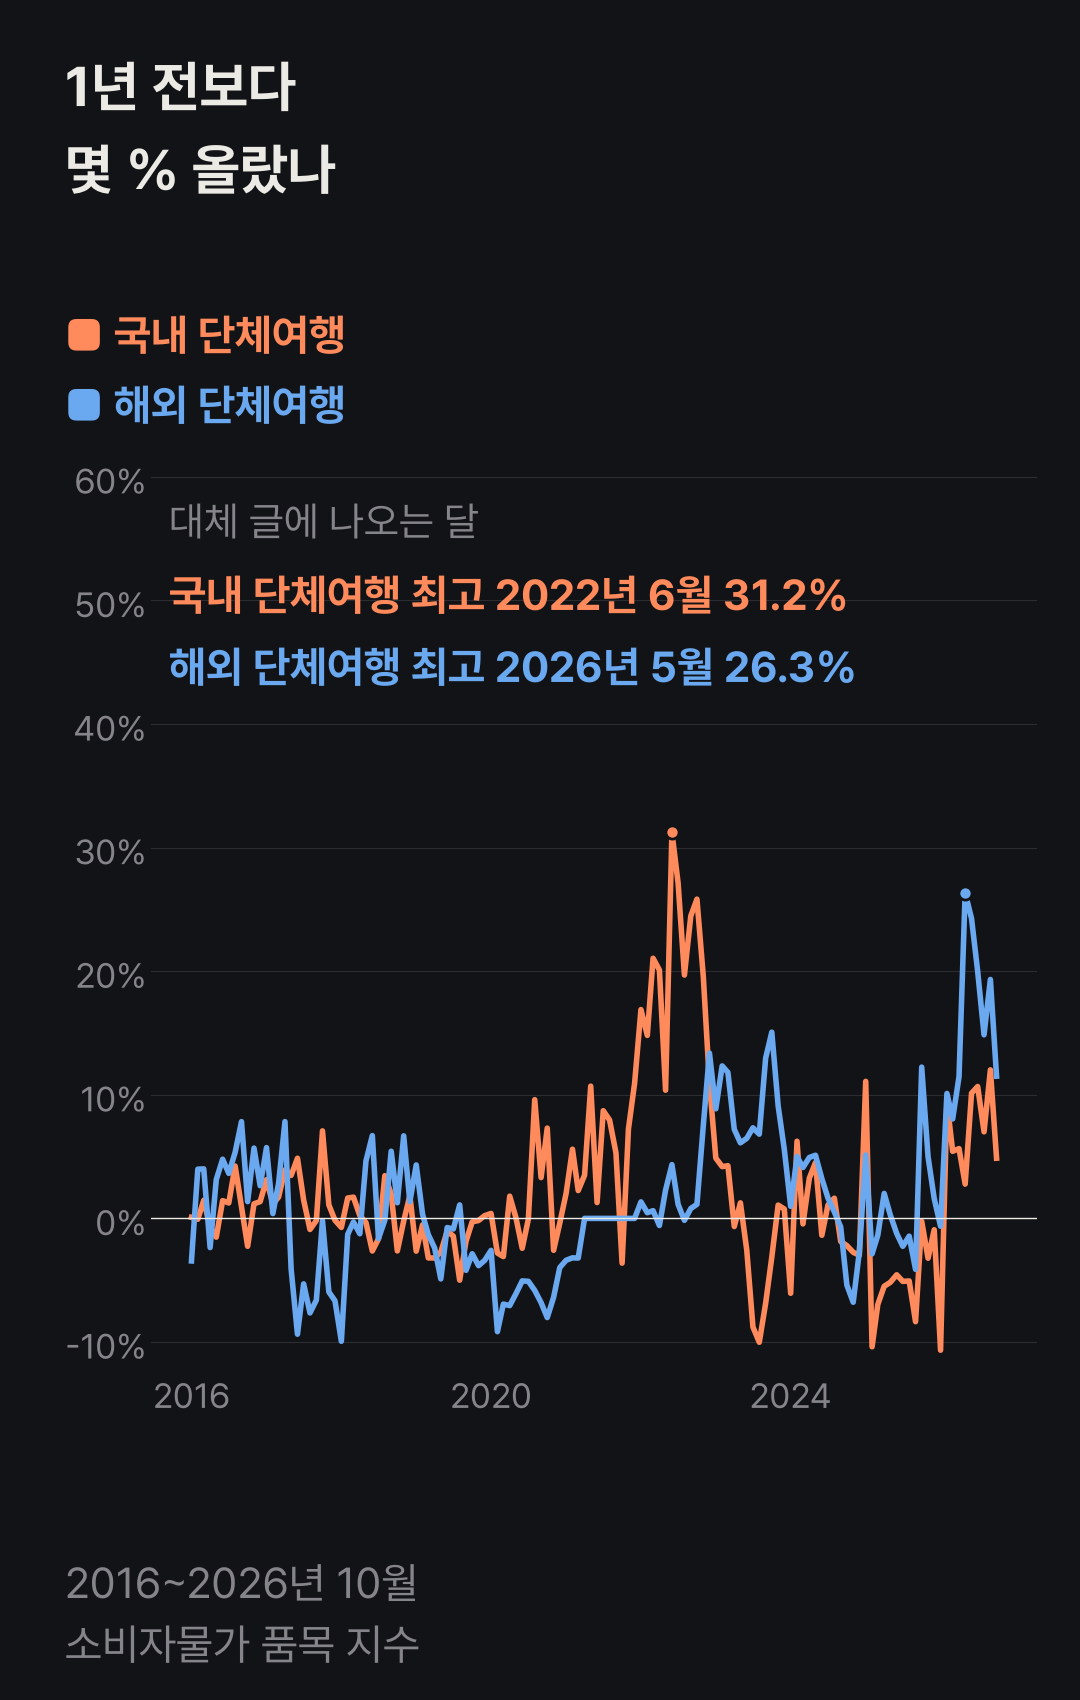 1년 전보다
몇 % 올랐나
국내 단체여행
해외 단체여행
60%
대체 글에 나오는 달
50%
국내 단체여행 최고 2022년 6월 31.2%
해외 단체여행 최고 2026년 5월 26.3%
40%
30%
20%
10%
0%
-10%
2016 2020 2024
2016~2026년 10월
소비자물가 품목 지수